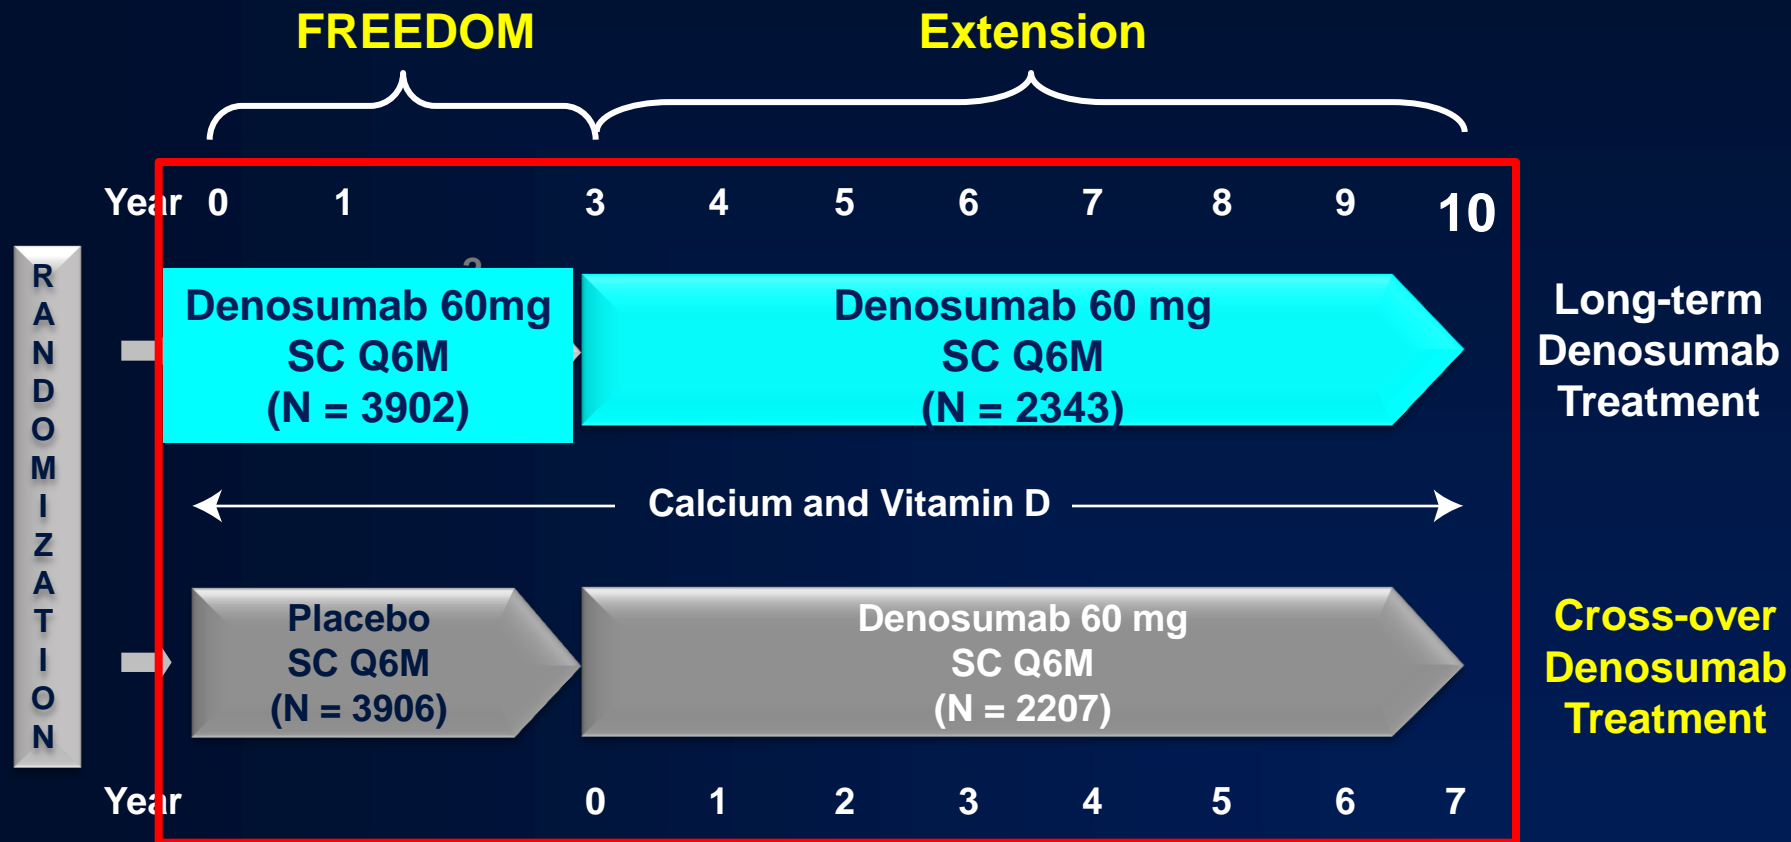 FREEDOM
Extension
Year 0 1 3 4 5 6 7 8 9 10
RANDOMIZATION
Denosumab 60mg
SC Q6M
(N = 3902)
Denosumab 60 mg
SC Q6M
(N = 2343)
Long-term
Denosumab
Treatment
Calcium and Vitamin D
Placebo
SC Q6M
(N = 3906)
Denosumab 60 mg
SC Q6M
(N = 2207)
Cross-over
Denosumab
Treatment
Year 0 1 2 3 4 5 6 7